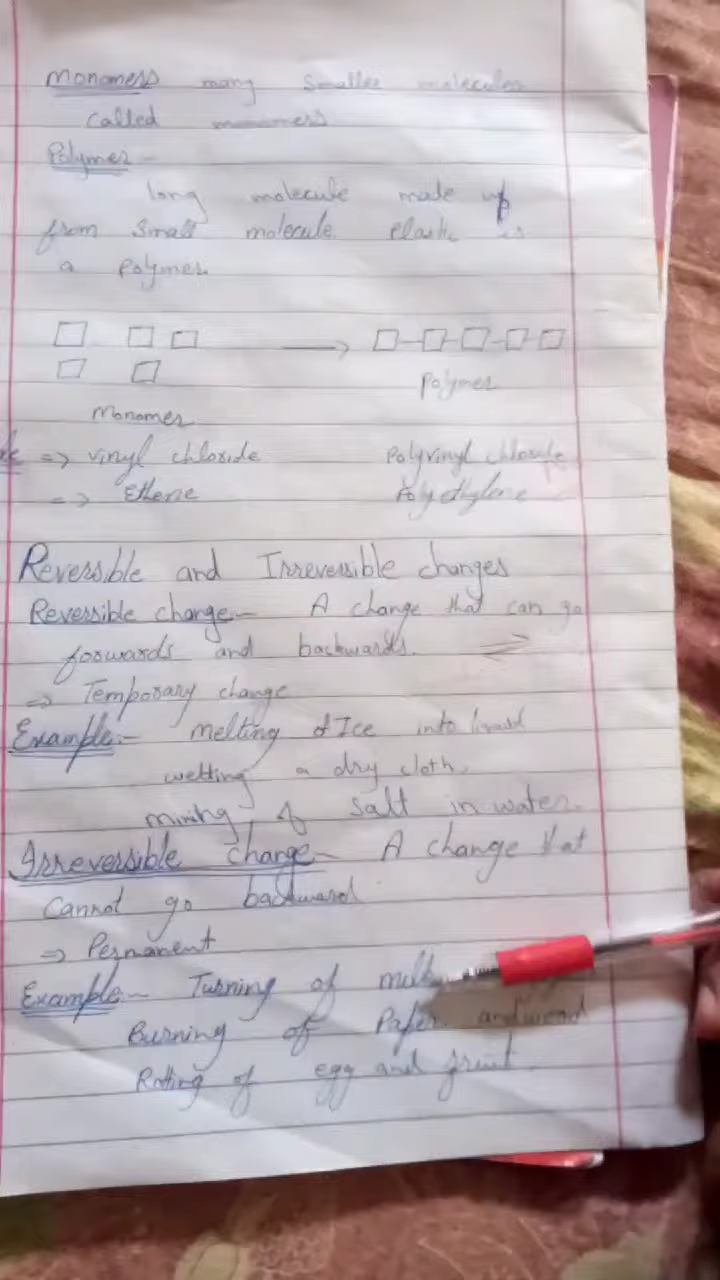 Monomers many smaller molecules
called monomers
Polymer -
long molecule made up
from small molecule. Plastic is
a polymer.
Polymer
Monomer
=> vinyl chloride Polyvinyl chloride
=> Ethene Polyethylene
Reversible and Irreversible changes
Reversible change - A change that can go
forwards and backwards. ⇌
=> Temporary change
Example:- Melting of Ice into
wetting a dry cloth,
mixing of salt in water.
Irreversible change - A change that
Cannot go backward
=> Permanent
Example:- Turning of milk
Burning of Paper and wood
Rotting of egg and fruit